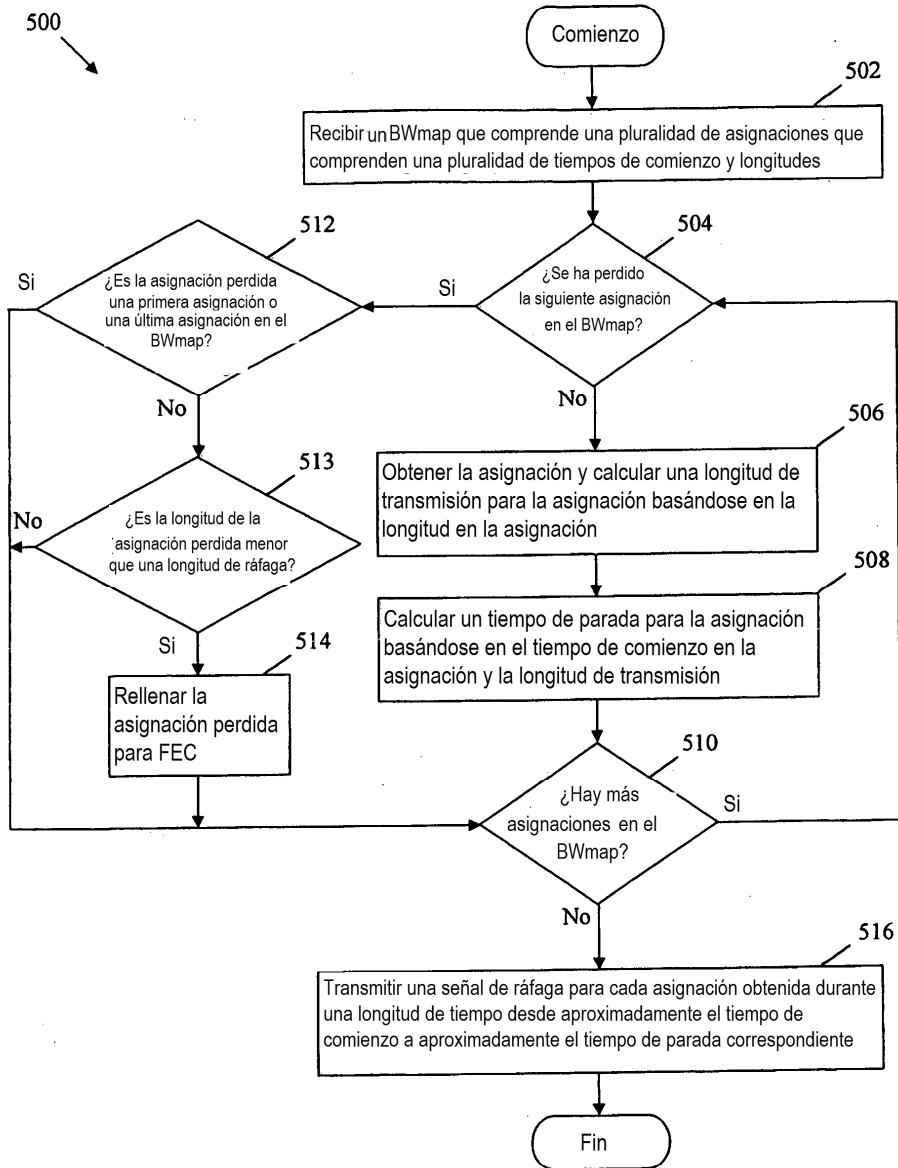 500
Comienzo
502
Recibir un BWmap que comprende una pluralidad de asignaciones que
comprenden una pluralidad de tiempos de comienzo y longitudes
512
504
Si
¿Es la asignación perdida
una primera asignación o
una última asignación en el
BWmap?
Si
¿Se ha perdido
la siguiente asignación
en el BWmap?
No
No
506
Obtener la asignación y calcular una longitud de
transmisión para la asignación basándose en la
longitud en la asignación
513
No
¿Es la longitud de la
asignación perdida menor
que una longitud de ráfaga?
508
Calcular un tiempo de parada para la asignación
basándose en el tiempo de comienzo en la
asignación y la longitud de transmisión
Si
514
Rellenar la
asignación perdida
para FEC
510
¿Hay más
asignaciones en el
BWmap?
Si
No
516
Transmitir una señal de ráfaga para cada asignación obtenida durante
una longitud de tiempo desde aproximadamente el tiempo de
comienzo a aproximadamente el tiempo de parada correspondiente
Fin